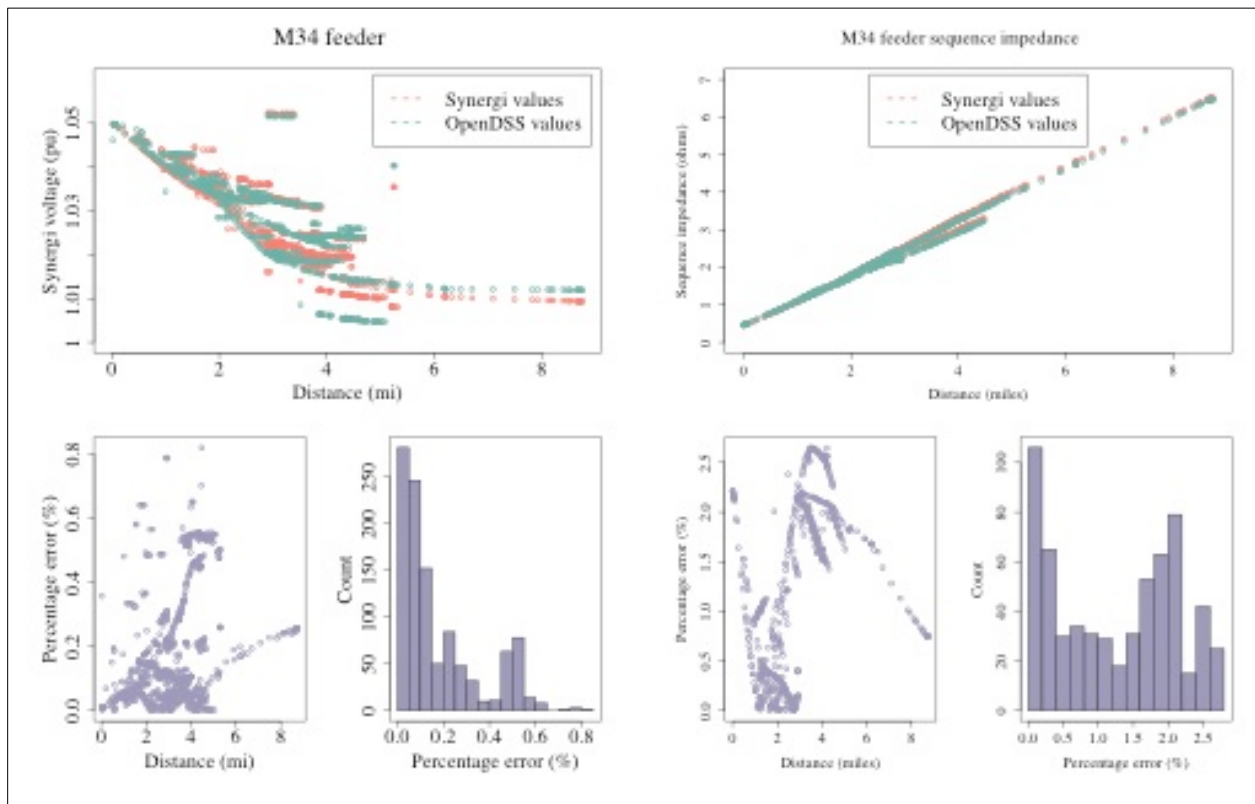 M34 feeder
Synergi values
OpenDSS values
Synergi voltage (pu)
1.05
1.03
1.01
1
0 2 4 6 8
Distance (mi)
M34 feeder sequence impedance
Synergi values
OpenDSS values
Sequence impedance (ohms)
7
6
5
4
3
2
1
0
0 2 4 6 8
Distance (miles)
Percentage error (%)
0.8
0.6
0.4
0.2
0.0
0 2 4 6 8
Distance (mi)
Count
250
200
150
100
50
0
0.0 0.2 0.4 0.6 0.8
Percentage error (%)
Percentage error (%)
2.5
2.0
1.5
1.0
0.5
0.0
0 2 4 6 8
Distance (miles)
Count
100
80
60
40
20
0
0.0 0.5 1.0 1.5 2.0 2.5
Percentage error (%)